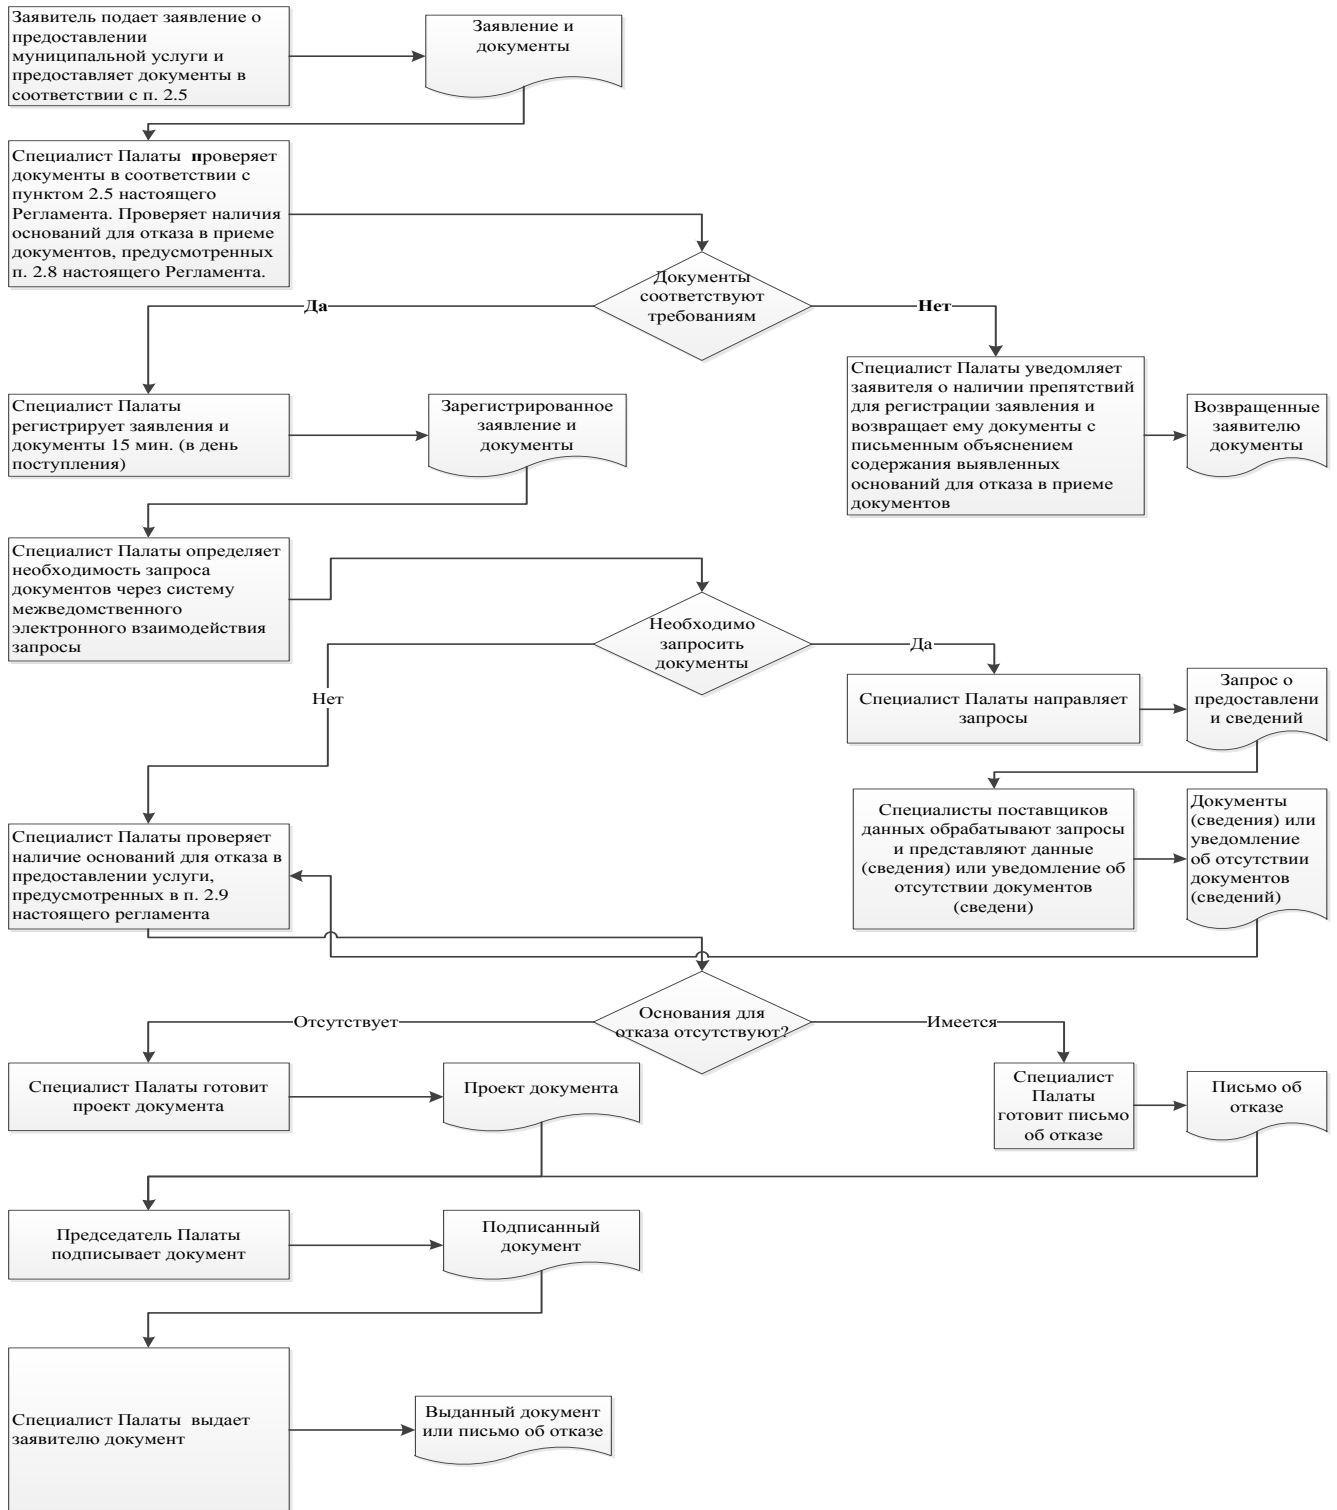 Заявитель подает заявление о
предоставлении
муниципальной услуги и
предоставляет документы в
соответствии с п. 2.5
Заявление и
документы
Специалист Палаты проверяет
документы в соответствии с
пунктом 2.5 настоящего
Регламента. Проверяет наличия
оснований для отказа в приеме
документов, предусмотренных
п. 2.8 настоящего Регламента.
Документы
соответствуют
требованиям
Да
Нет
Специалист Палаты
регистрирует заявления и
документы 15 мин. (в день
поступления)
Зарегистрированное
заявление и
документы
Специалист Палаты уведомляет
заявителя о наличии препятствий
для регистрации заявления и
возвращает ему документы с
письменным объяснением
содержания выявленных
оснований для отказа в приеме
документов
Возвращенные
заявителю
документы
Специалист Палаты определяет
необходимость запроса
документов через систему
межведомственного
электронного взаимодействия
запросы
Необходимо
запросить
документы
Да
Нет
Специалист Палаты направляет
запросы
Запрос о
предоставлени
и сведений
Специалисты поставщиков
данных обрабатывают запросы
и представляют данные
(сведения) или уведомление об
отсутствии документов
(сведени)
Документы
(сведения) или
уведомление
об отсутствии
документов
(сведений)
Специалист Палаты проверяет
наличие оснований для отказа в
предоставлении услуги,
предусмотренных в п. 2.9
настоящего регламента
Основания для
отказа отсутствуют?
Отсутствует
Имеется
Специалист Палаты готовит
проект документа
Проект документа
Специалист
Палаты
готовит письмо
об отказе
Письмо об
отказе
Председатель Палаты
подписывает документ
Подписанный
документ
Специалист Палаты выдает
заявителю документ
Выданный документ
или письмо об отказе